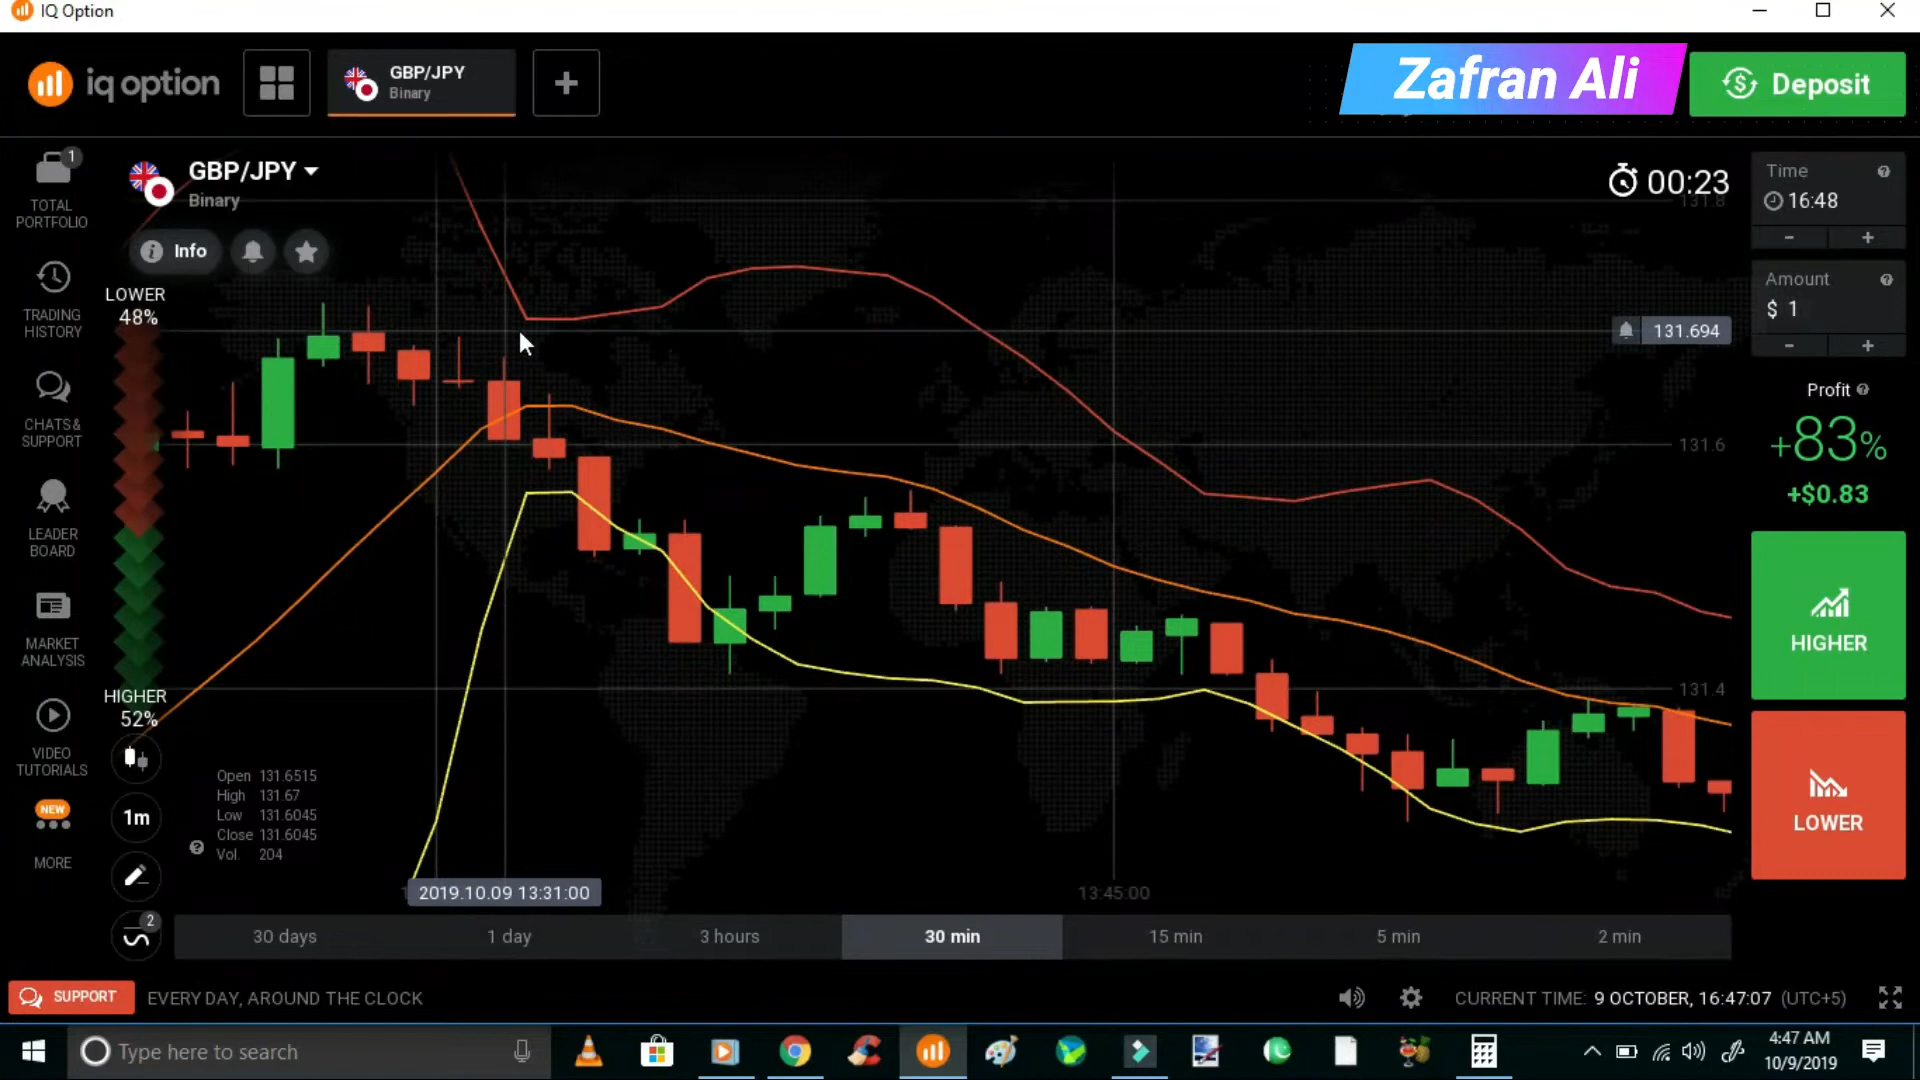 IQ Option
iq option
GBP/JPY
Binary
Zafran Ali
Deposit
1
TOTAL
PORTFOLIO
TRADING
HISTORY
CHATS &
SUPPORT
LEADER
BOARD
MARKET
ANALYSIS
VIDEO
TUTORIALS
NEW
MORE
GBP/JPY
Binary
Info
LOWER
48%
HIGHER
52%
1m
2
Open 131.6515
High 131.67
Low 131.6045
Close 131.6045
Vol. 204
00:23
131.8
131.694
131.6
131.4
2019.10.09 13:31:00
13:45:00
30 days
1 day
3 hours
30 min
15 min
5 min
2 min
Time
16:48
- +
Amount
$ 1
- +
Profit
+83%
+$0.83
HIGHER
LOWER
SUPPORT
EVERY DAY, AROUND THE CLOCK
CURRENT TIME: 9 OCTOBER, 16:47:07 (UTC+5)
Type here to search
4:47 AM
10/9/2019